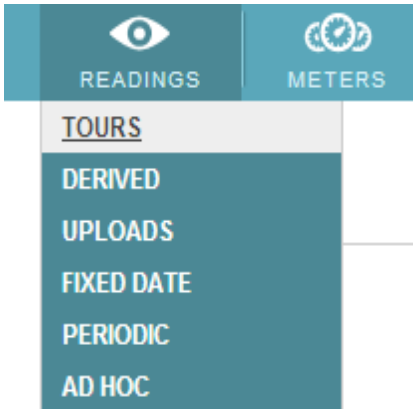 READINGS METERS
TOURS
DERIVED
UPLOADS
FIXED DATE
PERIODIC
AD HOC